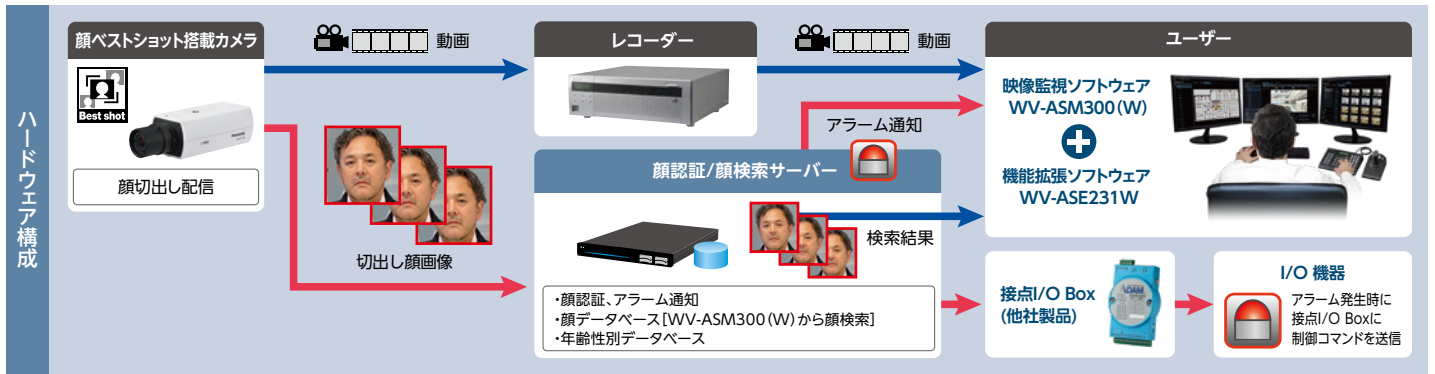 ハードウェア構成
顔ベストショット搭載カメラ
Best shot
Panasonic
顔切出し配信
動画
切出し顔画像
レコーダー
動画
アラーム通知
顔認証/顔検索サーバー
検索結果
・顔認証、アラーム通知
・顔データベース[WV-ASM300(W)から顔検索]
・年齢性別データベース
ユーザー
映像監視ソフトウェア
WV-ASM300(W)
機能拡張ソフトウェア
WV-ASE231W
接点I/O Box
(他社製品)
ADAM
I/O 機器
アラーム発生時に
接点I/O Boxに
制御コマンドを送信